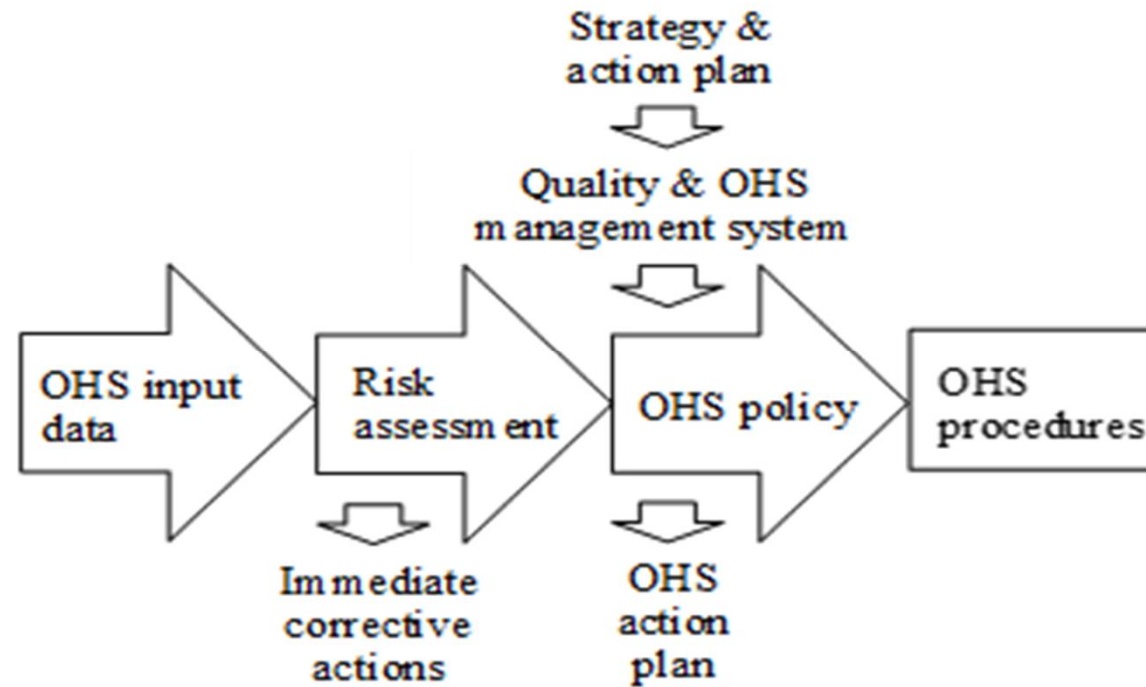 Strategy &
action plan
Quality & OHS
management system
OHS input
data
Risk
assessment
OHS policy
OHS
procedures
Immediate
corrective
actions
OHS
action
plan